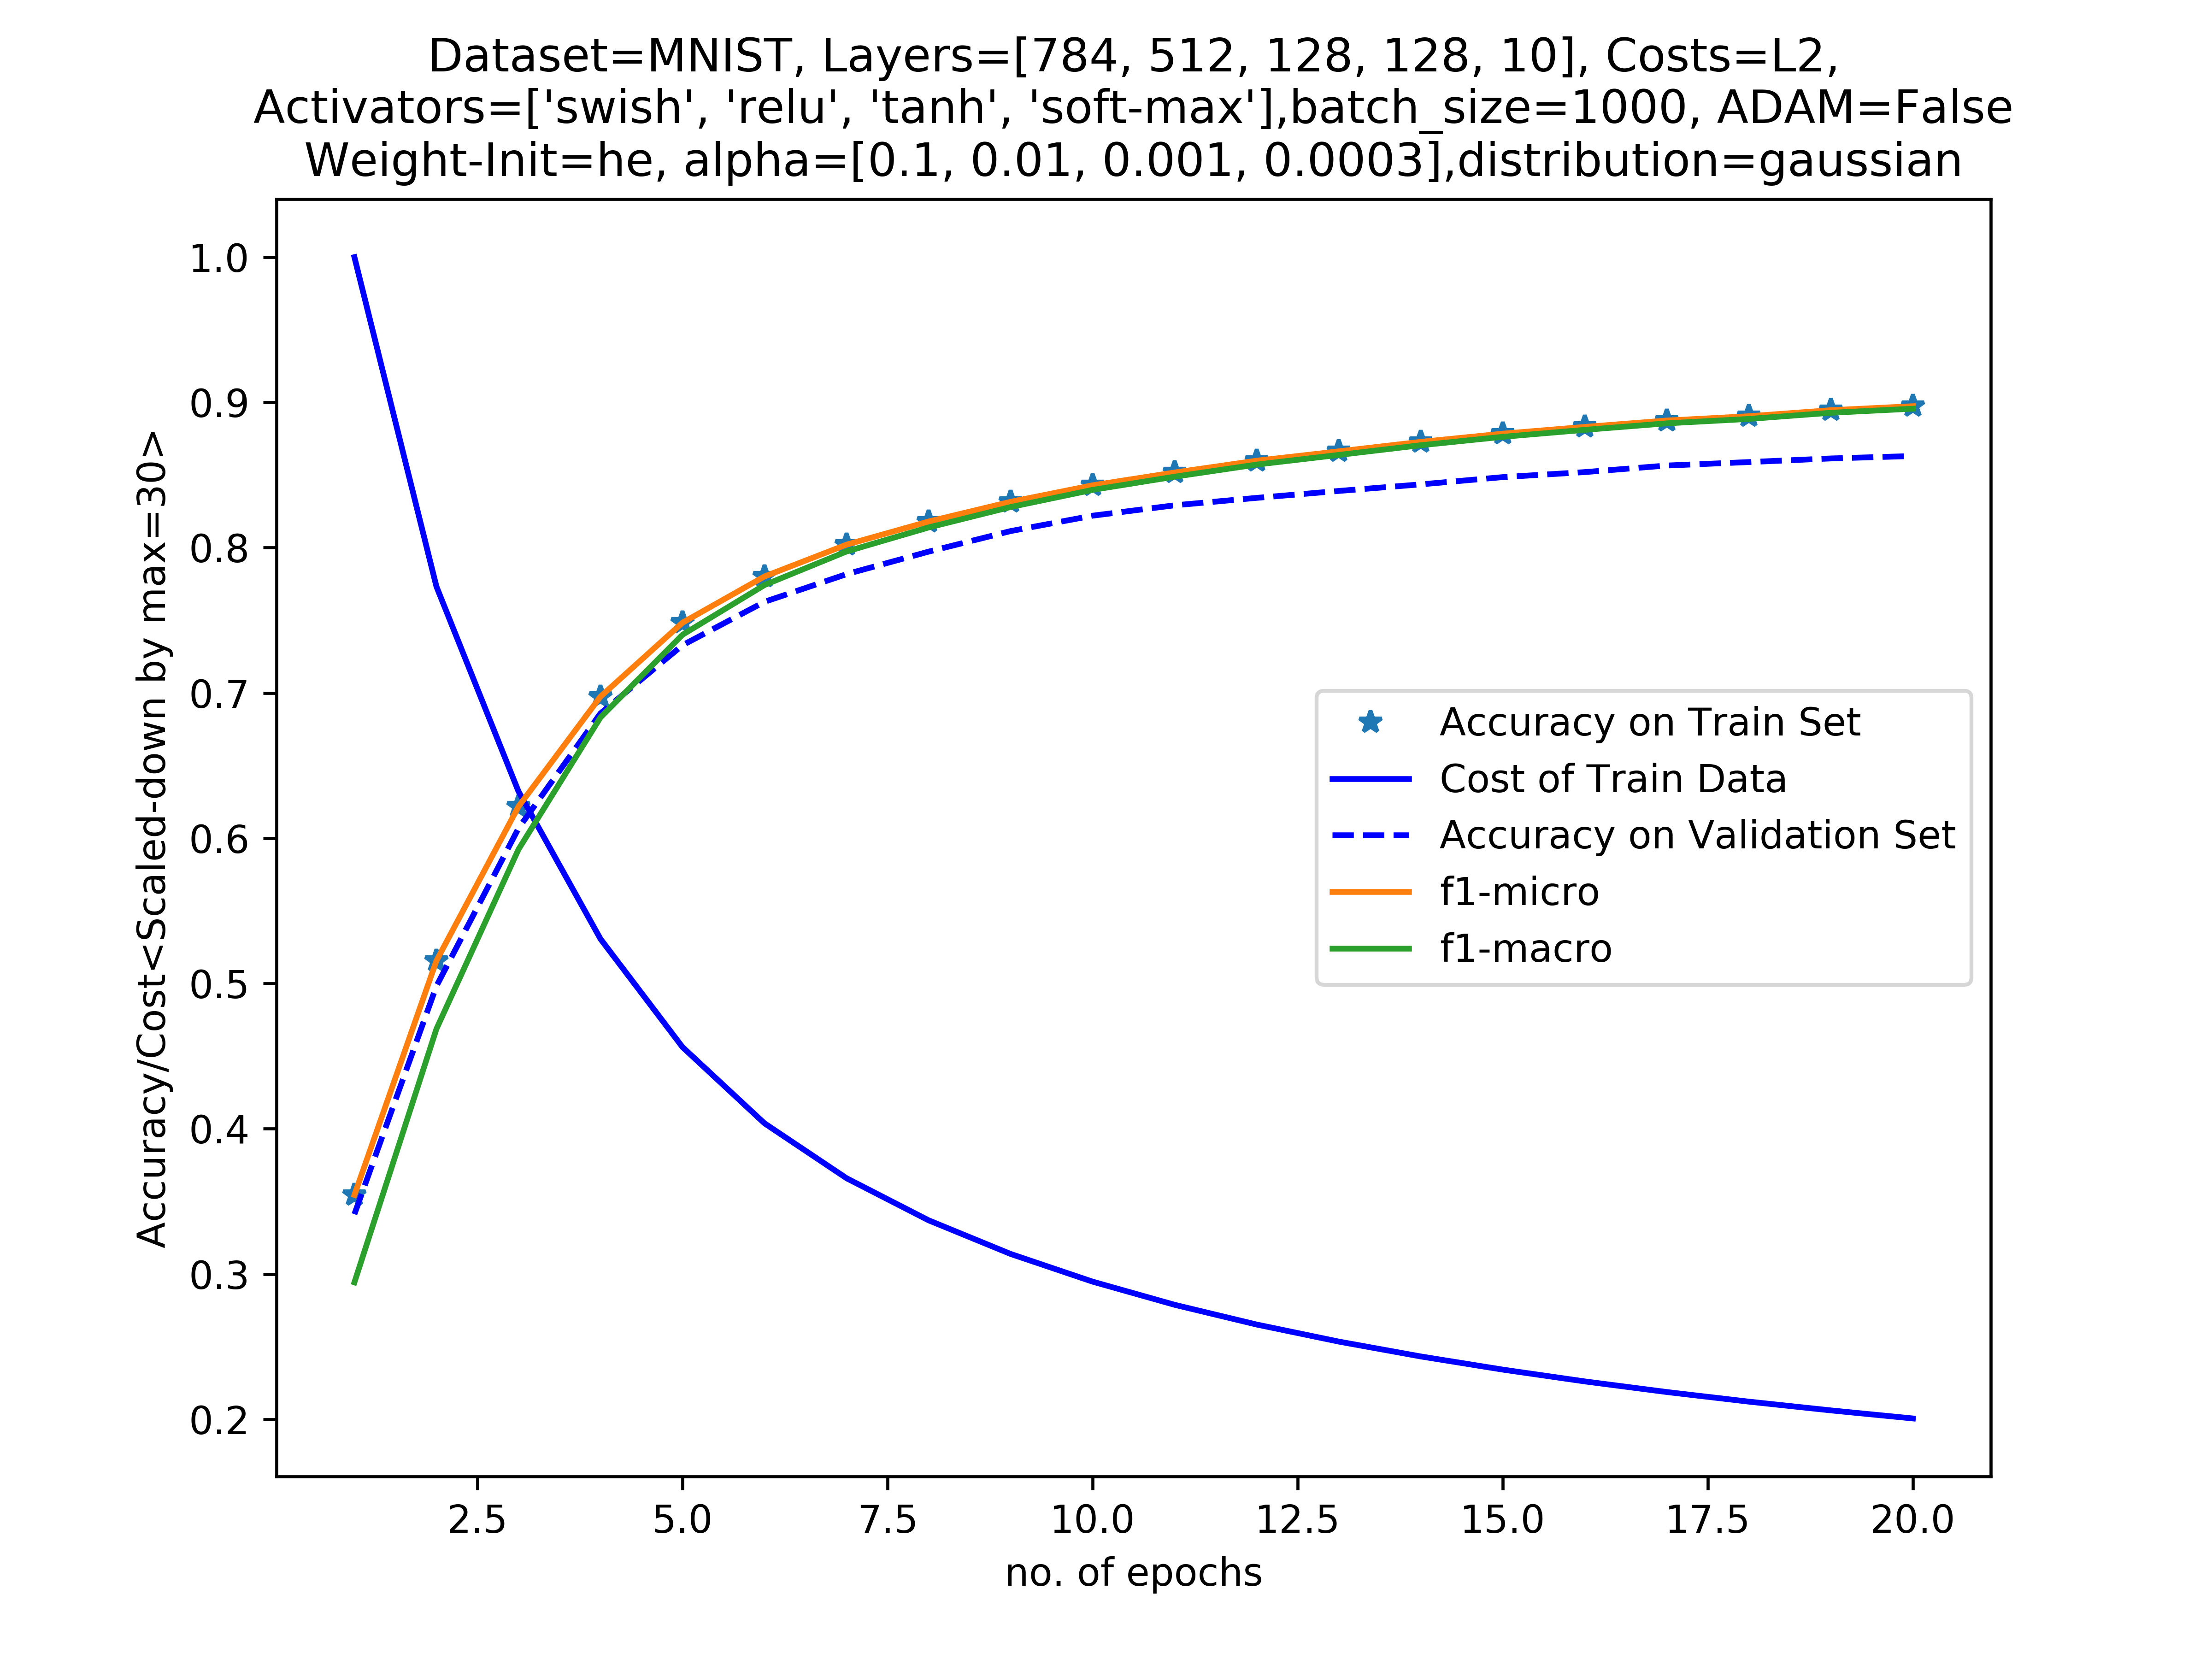 Dataset=MNIST, Layers=[784, 512, 128, 128, 10], Costs=L2,
Activators=['swish', 'relu', 'tanh', 'soft-max'],batch_size=1000, ADAM=False
Weight-Init=he, alpha=[0.1, 0.01, 0.001, 0.0003],distribution=gaussian
Accuracy/Cost<Scaled-down by max=30>
1.0
0.9
0.8
0.7
0.6
0.5
0.4
0.3
0.2
Accuracy on Train Set
Cost of Train Data
Accuracy on Validation Set
f1-micro
f1-macro
2.5 5.0 7.5 10.0 12.5 15.0 17.5 20.0
no. of epochs